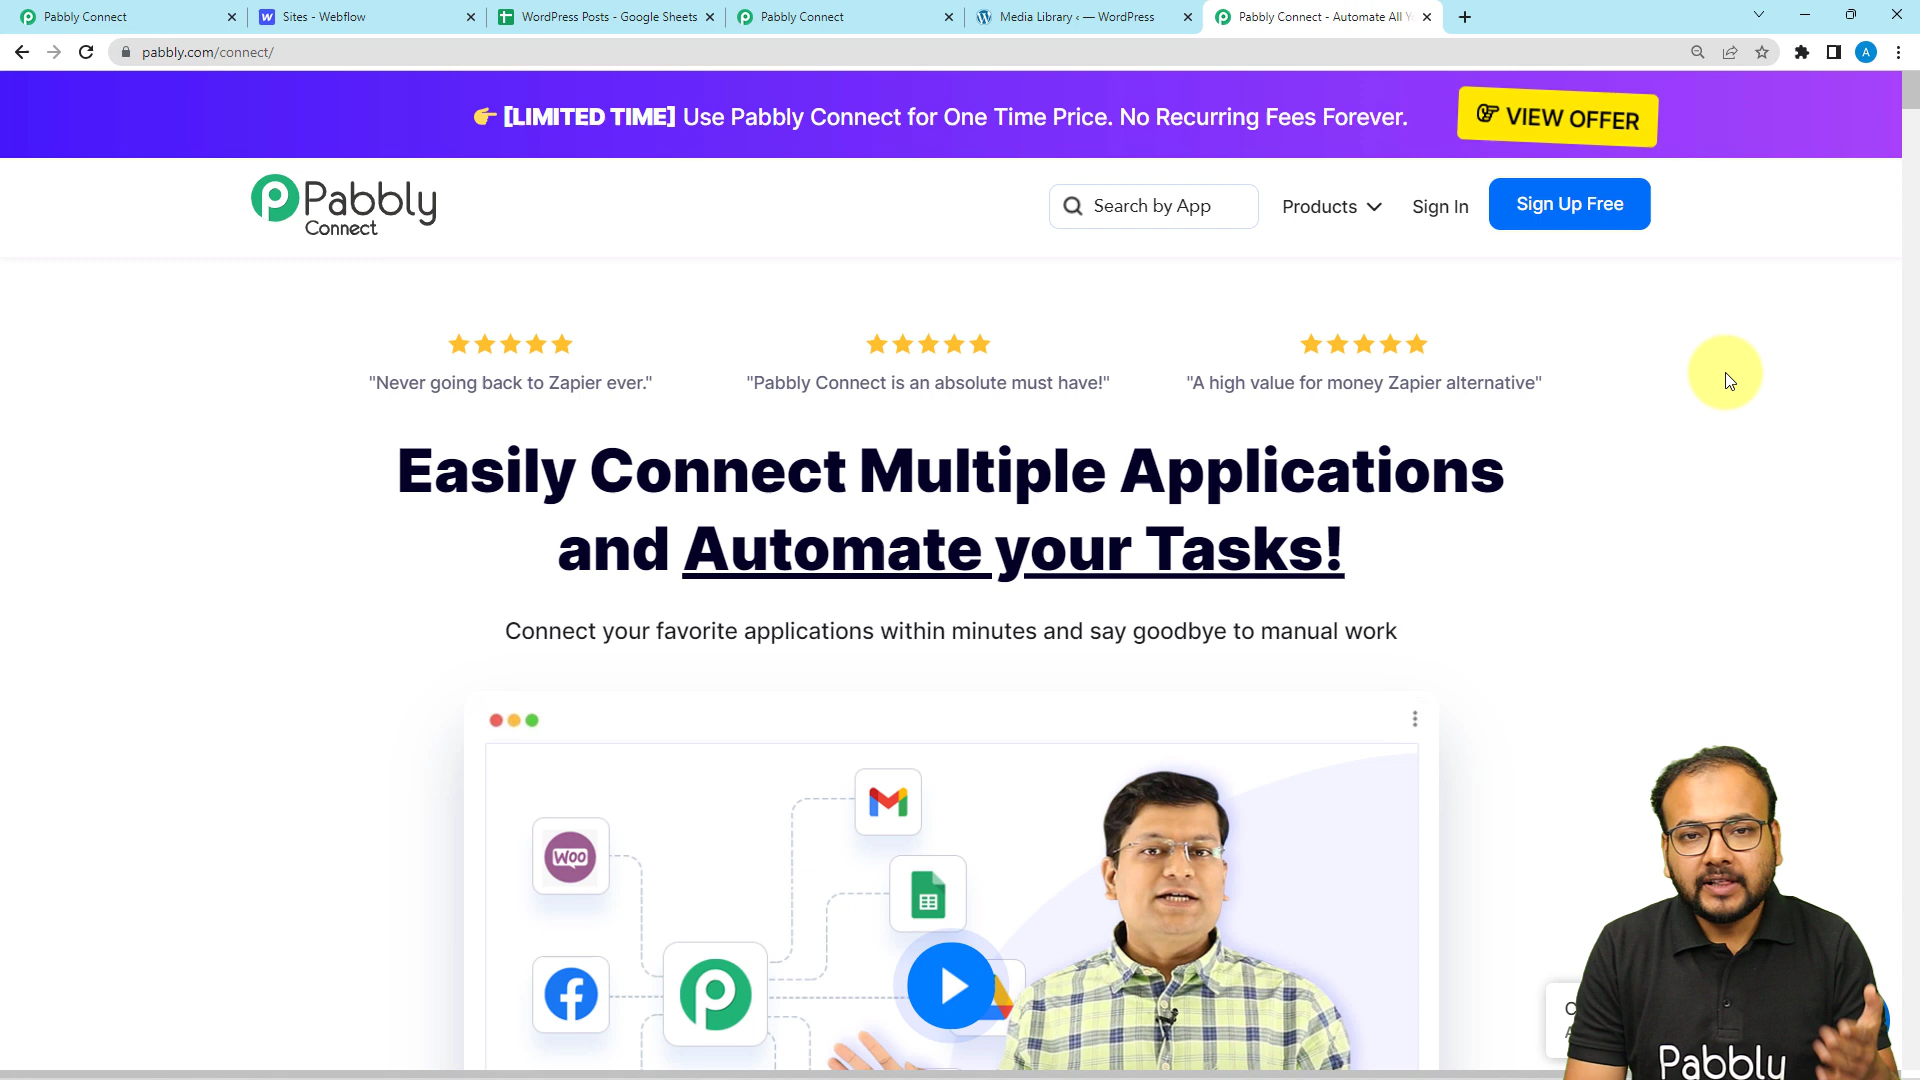 Pabbly Connect
Sites - Webflow
WordPress Posts - Google Sheets
Pabbly Connect
Media Library ‹ — WordPress
Pabbly Connect - Automate All Y
pabbly.com/connect/
A
[LIMITED TIME] Use Pabbly Connect for One Time Price. No Recurring Fees Forever.
VIEW OFFER
Pabbly
Connect
Search by App
Products
Sign In
Sign Up Free
"Never going back to Zapier ever."
"Pabbly Connect is an absolute must have!"
"A high value for money Zapier alternative"
Easily Connect Multiple Applications
and Automate your Tasks!
Connect your favorite applications within minutes and say goodbye to manual work
WOO
Pabbly